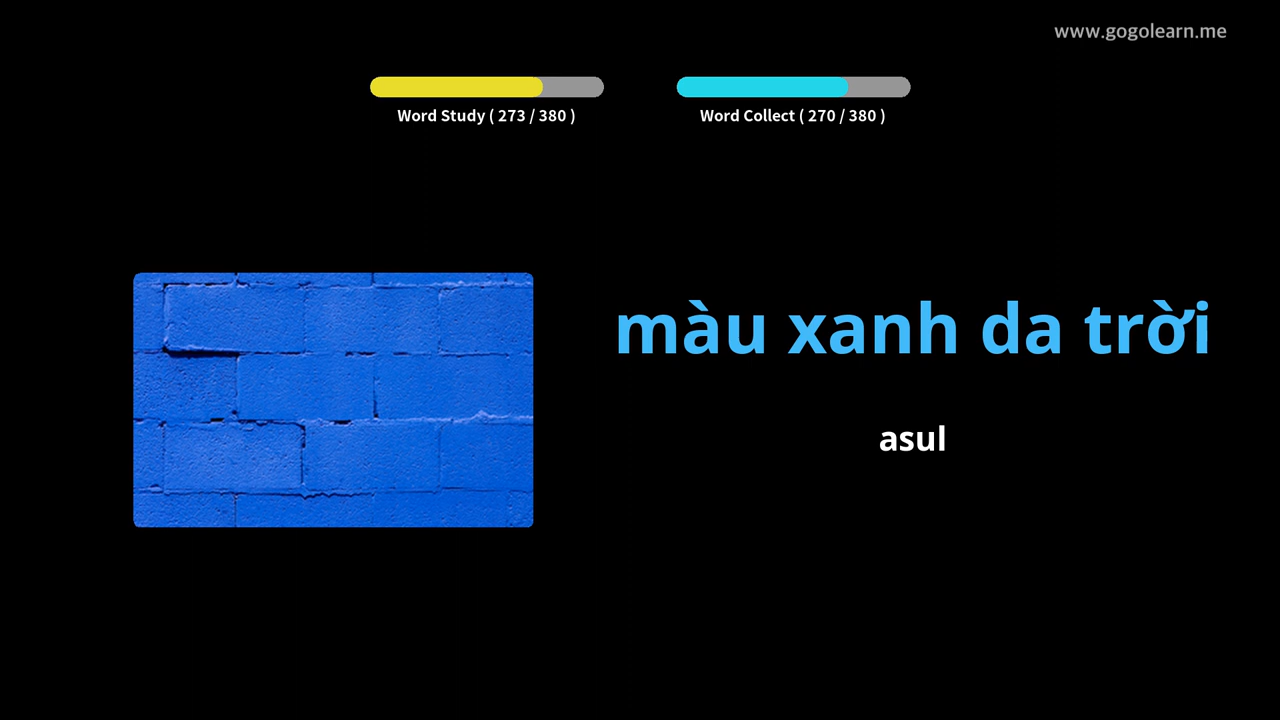 www.gogolearn.me
Word Study ( 273 / 380 )
Word Collect ( 270 / 380 )
màu xanh da trời
asul